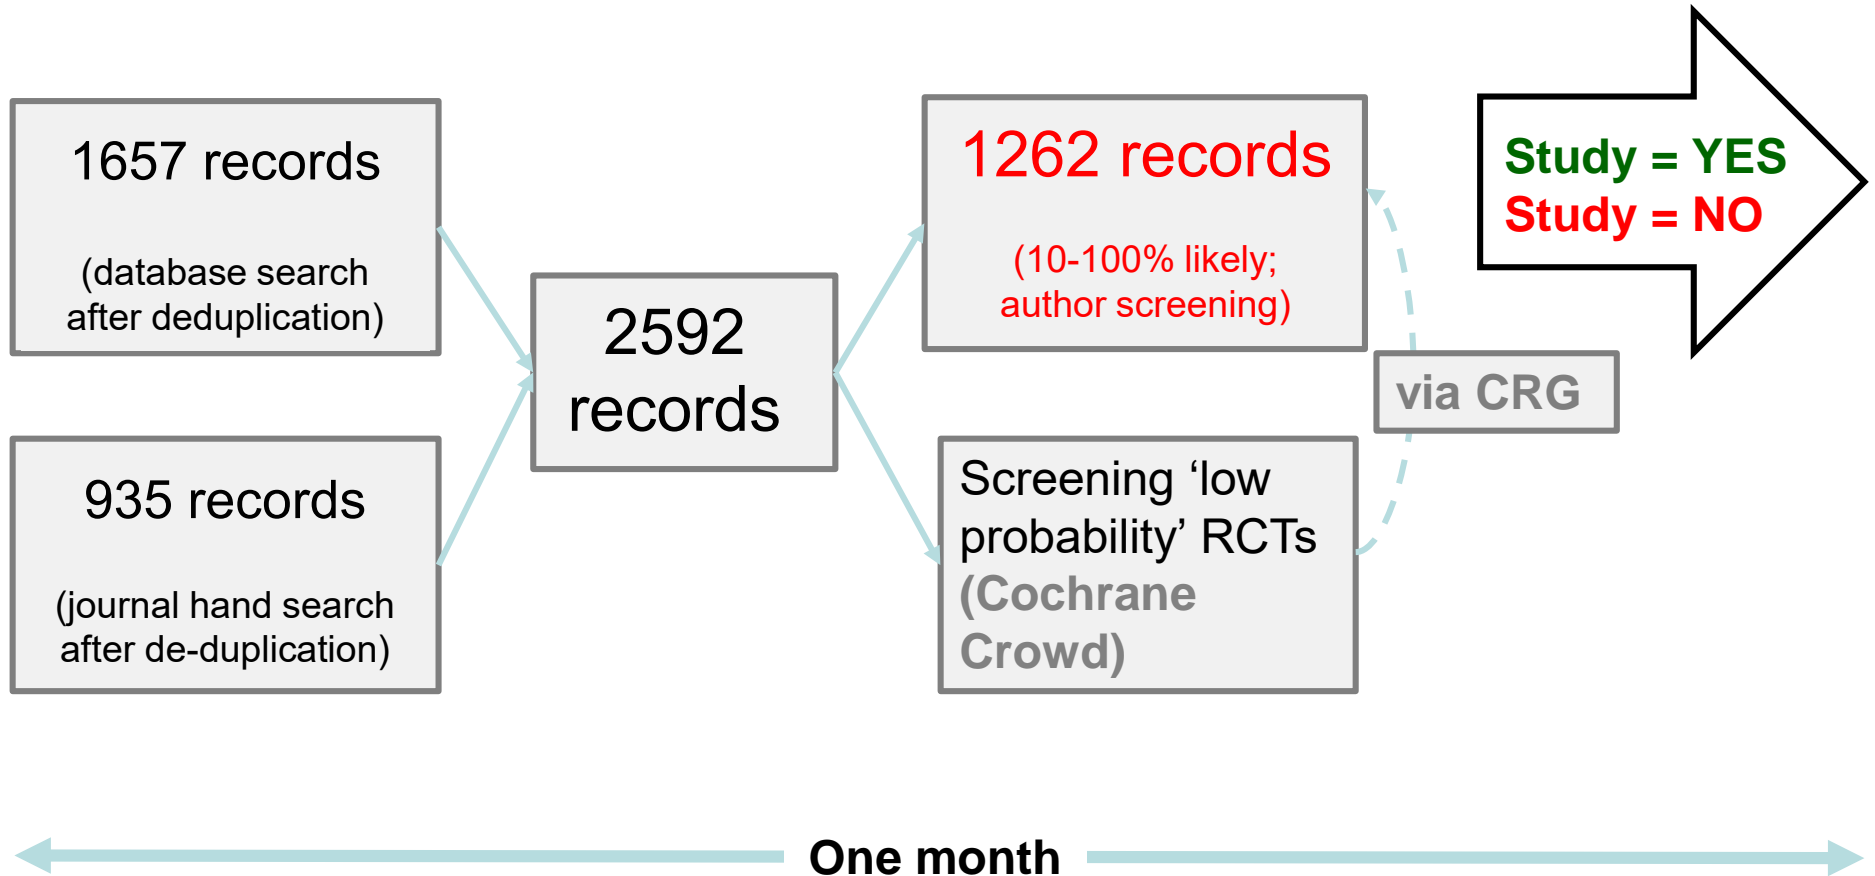 1657 records
(database search
after deduplication)
935 records
(journal hand search
after de-duplication)
2592
records
1262 records
(10-100% likely;
author screening)
Screening ‘low
probability’ RCTs
(Cochrane
Crowd)
via CRG
Study = YES
Study = NO
One month